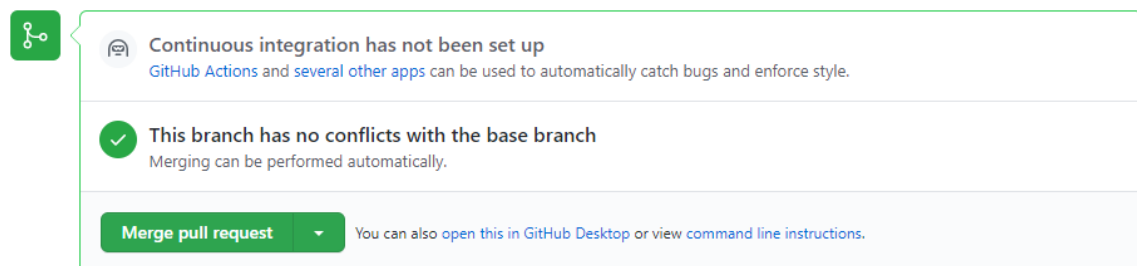 Continuous integration has not been set up
GitHub Actions and several other apps can be used to automatically catch bugs and enforce style.
This branch has no conflicts with the base branch
Merging can be performed automatically.
Merge pull request
You can also open this in GitHub Desktop or view command line instructions.